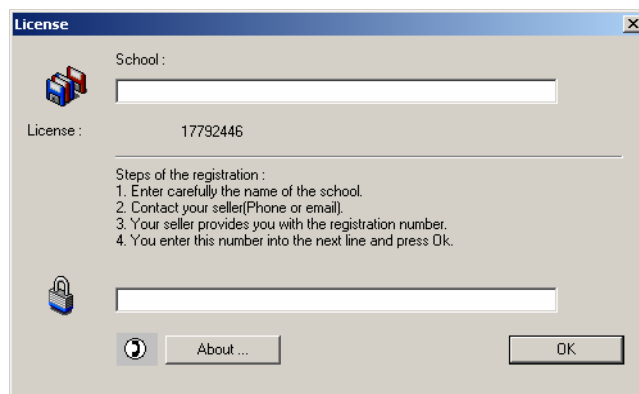 License
School :
License : 17792446
Steps of the registration :
1. Enter carefully the name of the school.
2. Contact your seller(Phone or email).
3. Your seller provides you with the registration number.
4. You enter this number into the next line and press Ok.
About ... OK